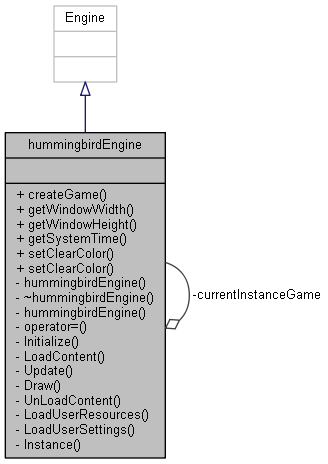 Engine
hummingbirdEngine
+ createGame()
+ getWindowWidth()
+ getWindowHeight()
+ getSystemTime()
+ setClearColor()
+ setClearColor()
- hummingbirdEngine()
- ~hummingbirdEngine()
- hummingbirdEngine()
- operator=()
- Initialize()
- LoadContent()
- Update()
- Draw()
- UnLoadContent()
- LoadUserResources()
- LoadUserSettings()
- Instance()
-currentInstanceGame